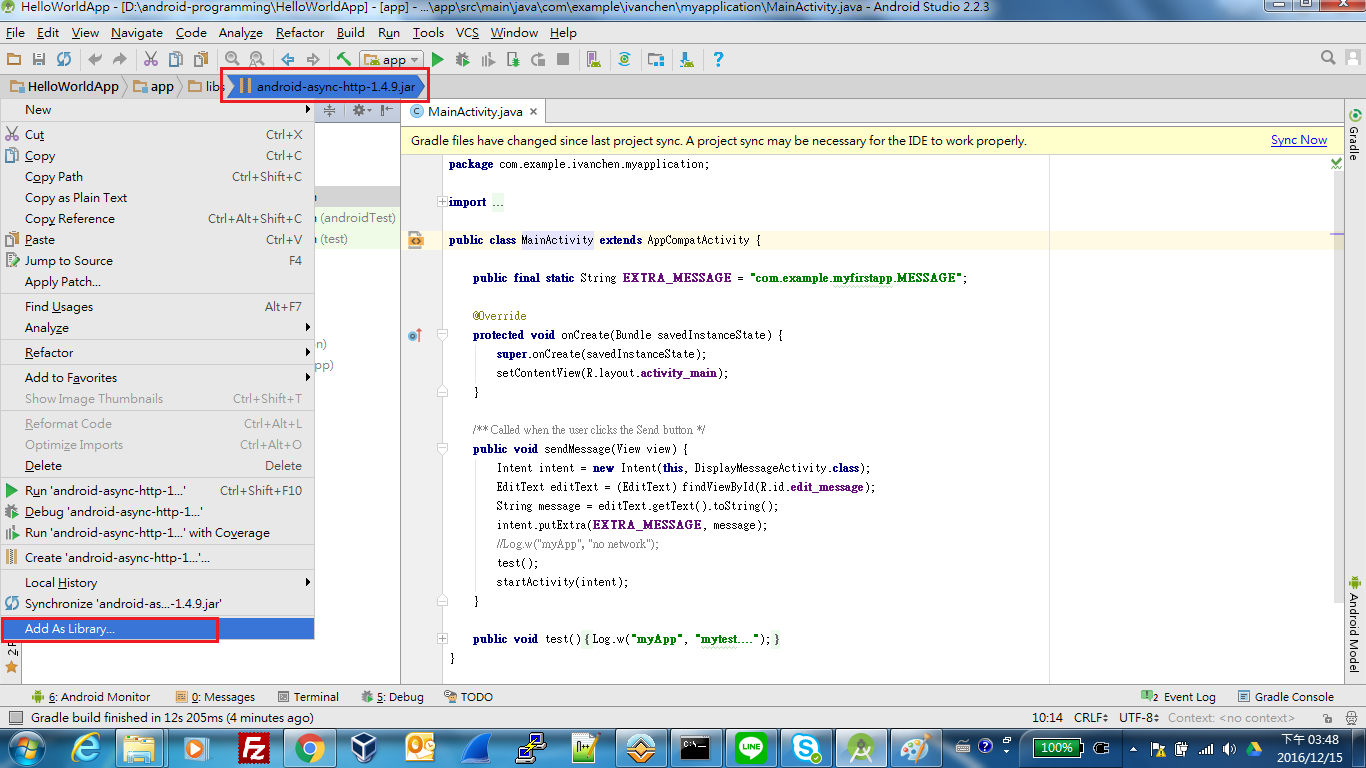 HelloWorldApp - [D:\android-programming\HelloWorldApp] - [app] - ...\app\src\main\java\com\example\ivanchen\myapplication\MainActivity.java - Android Studio 2.2.3
File Edit View Navigate Code Analyze Refactor Build Run Tools VCS Window Help
app
HelloWorldApp app libs android-async-http-1.4.9.jar
New
Cut Ctrl+X
Copy Ctrl+C
Copy Path Ctrl+Shift+C
Copy as Plain Text
Copy Reference Ctrl+Alt+Shift+C
Paste Ctrl+V
Jump to Source F4
Apply Patch...
Find Usages Alt+F7
Analyze
Refactor
Add to Favorites
Show Image Thumbnails Ctrl+Shift+T
Reformat Code Ctrl+Alt+L
Optimize Imports Ctrl+Alt+O
Delete Delete
Run 'android-async-http-1...' Ctrl+Shift+F10
Debug 'android-async-http-1...'
Run 'android-async-http-1...' with Coverage
Create 'android-async-http-1...'...
Local History
Synchronize 'android-as...-1.4.9.jar'
Add As Library...
(androidTest)
(test)
MainActivity.java
Gradle files have changed since last project sync. A project sync may be necessary for the IDE to work properly. Sync Now
package com.example.ivanchen.myapplication;
import ...
public class MainActivity extends AppCompatActivity {
public final static String EXTRA_MESSAGE = "com.example.myfirstapp.MESSAGE";
@Override
protected void onCreate(Bundle savedInstanceState) {
super.onCreate(savedInstanceState);
setContentView(R.layout.activity_main);
}
/** Called when the user clicks the Send button */
public void sendMessage(View view) {
Intent intent = new Intent(this, DisplayMessageActivity.class);
EditText editText = (EditText) findViewById(R.id.edit_message);
String message = editText.getText().toString();
intent.putExtra(EXTRA_MESSAGE, message);
//Log.w("myApp", "no network");
test();
startActivity(intent);
}
public void test(){Log.w("myApp", "mytest....");}
}
Gradle
Android Model
6: Android Monitor 0: Messages Terminal 5: Debug TODO 2 Event Log Gradle Console
Gradle build finished in 12s 205ms (4 minutes ago) 10:14 CRLF UTF-8 Context: <no context>
100% 下午 03:48
2016/12/15